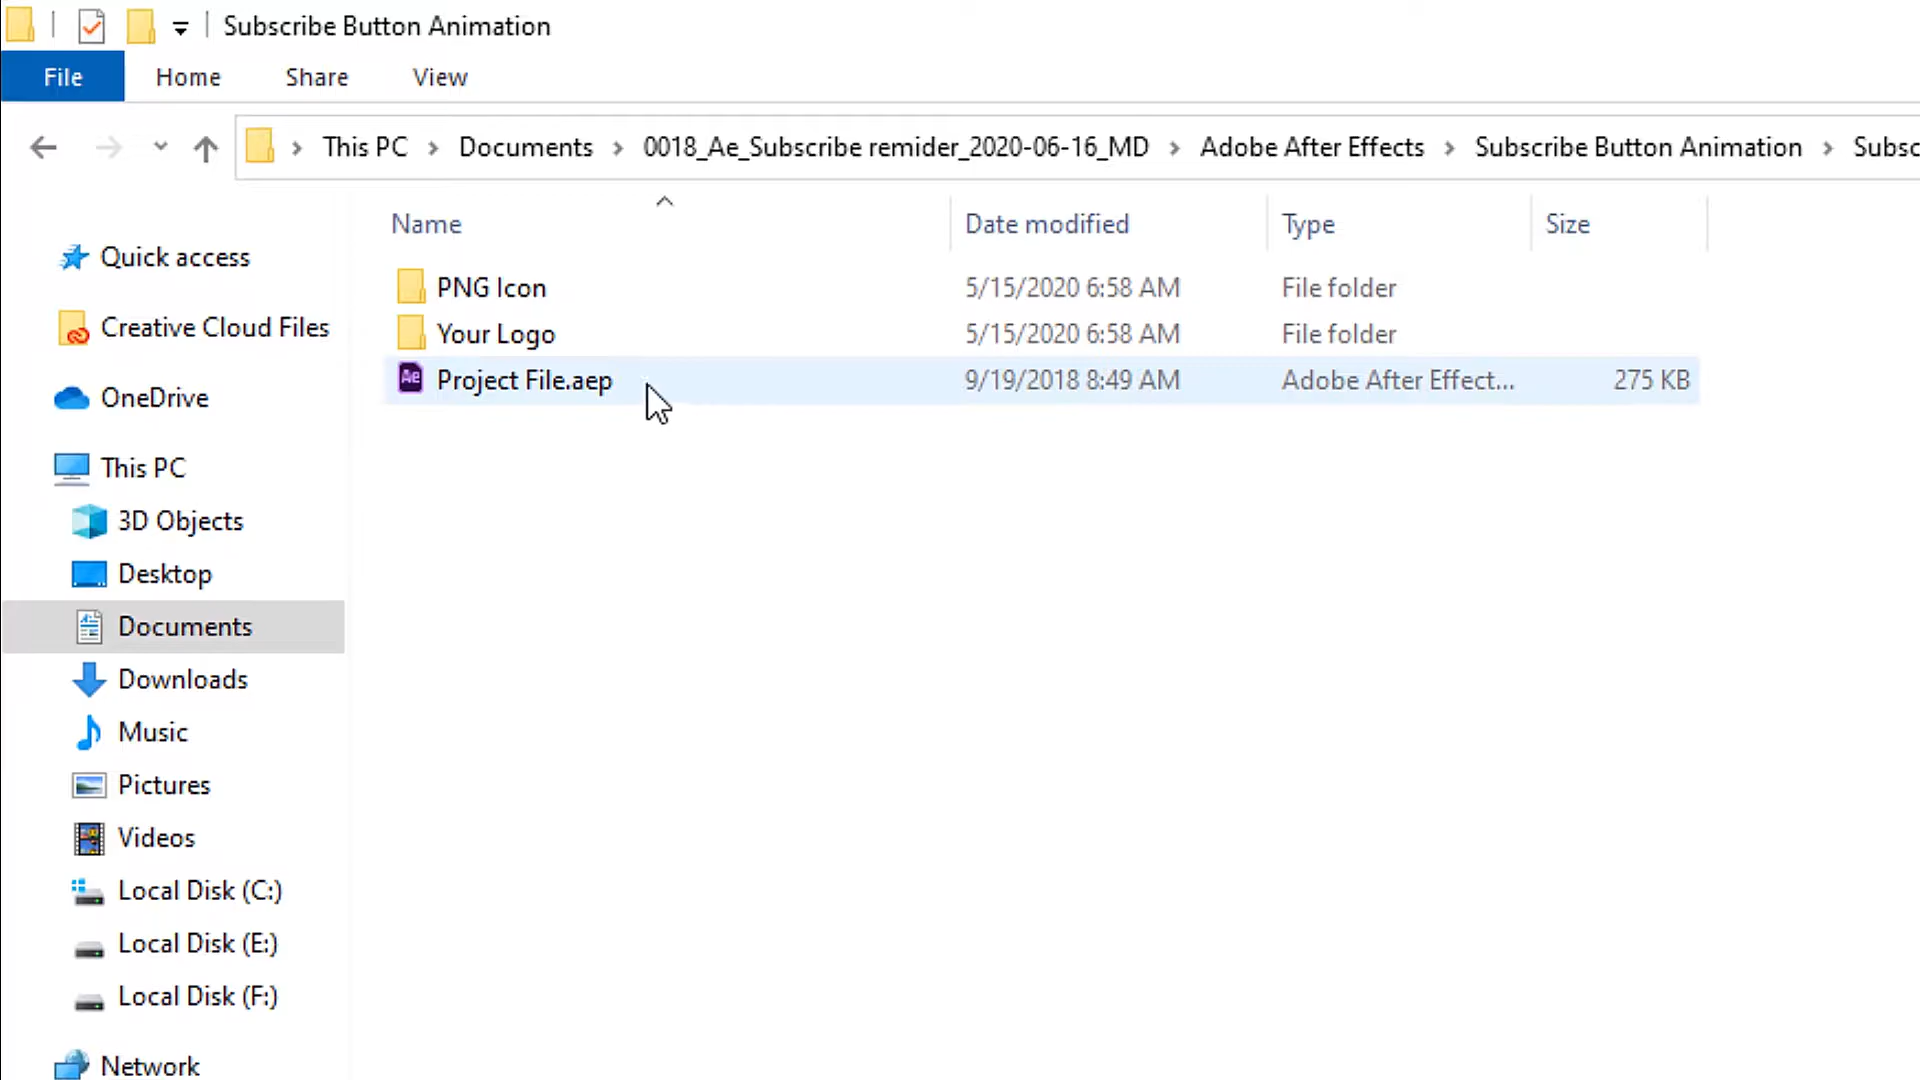 Subscribe Button Animation
File Home Share View
This PC Documents 0018_Ae_Subscribe remider_2020-06-16_MD Adobe After Effects Subscribe Button Animation Subsc
Name Date modified Type Size
Quick access
Creative Cloud Files
OneDrive
This PC
3D Objects
Desktop
Documents
Downloads
Music
Pictures
Videos
Local Disk (C:)
Local Disk (E:)
Local Disk (F:)
Network
PNG Icon 5/15/2020 6:58 AM File folder
Your Logo 5/15/2020 6:58 AM File folder
Ae Project File.aep 9/19/2018 8:49 AM Adobe After Effect... 275 KB